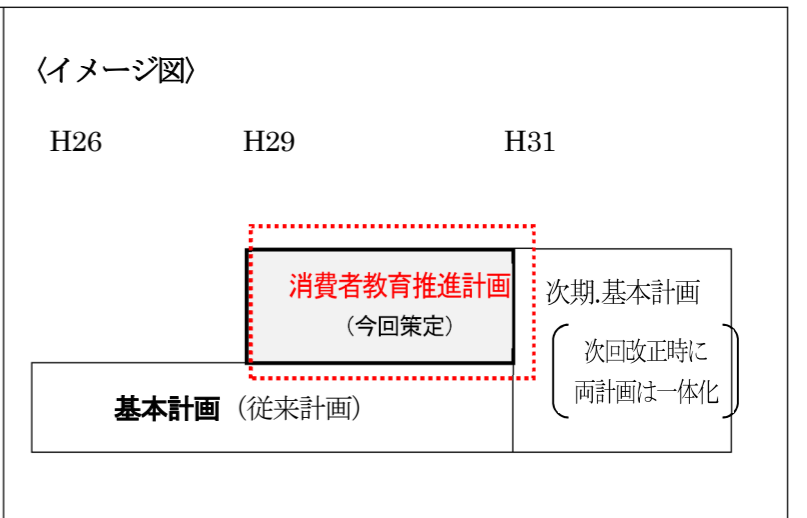 〈イメージ図〉
H26 H29 H31
消費者教育推進計画
（今回策定）
次期.基本計画
次回改正時に
両計画は一体化
基本計画（従来計画）